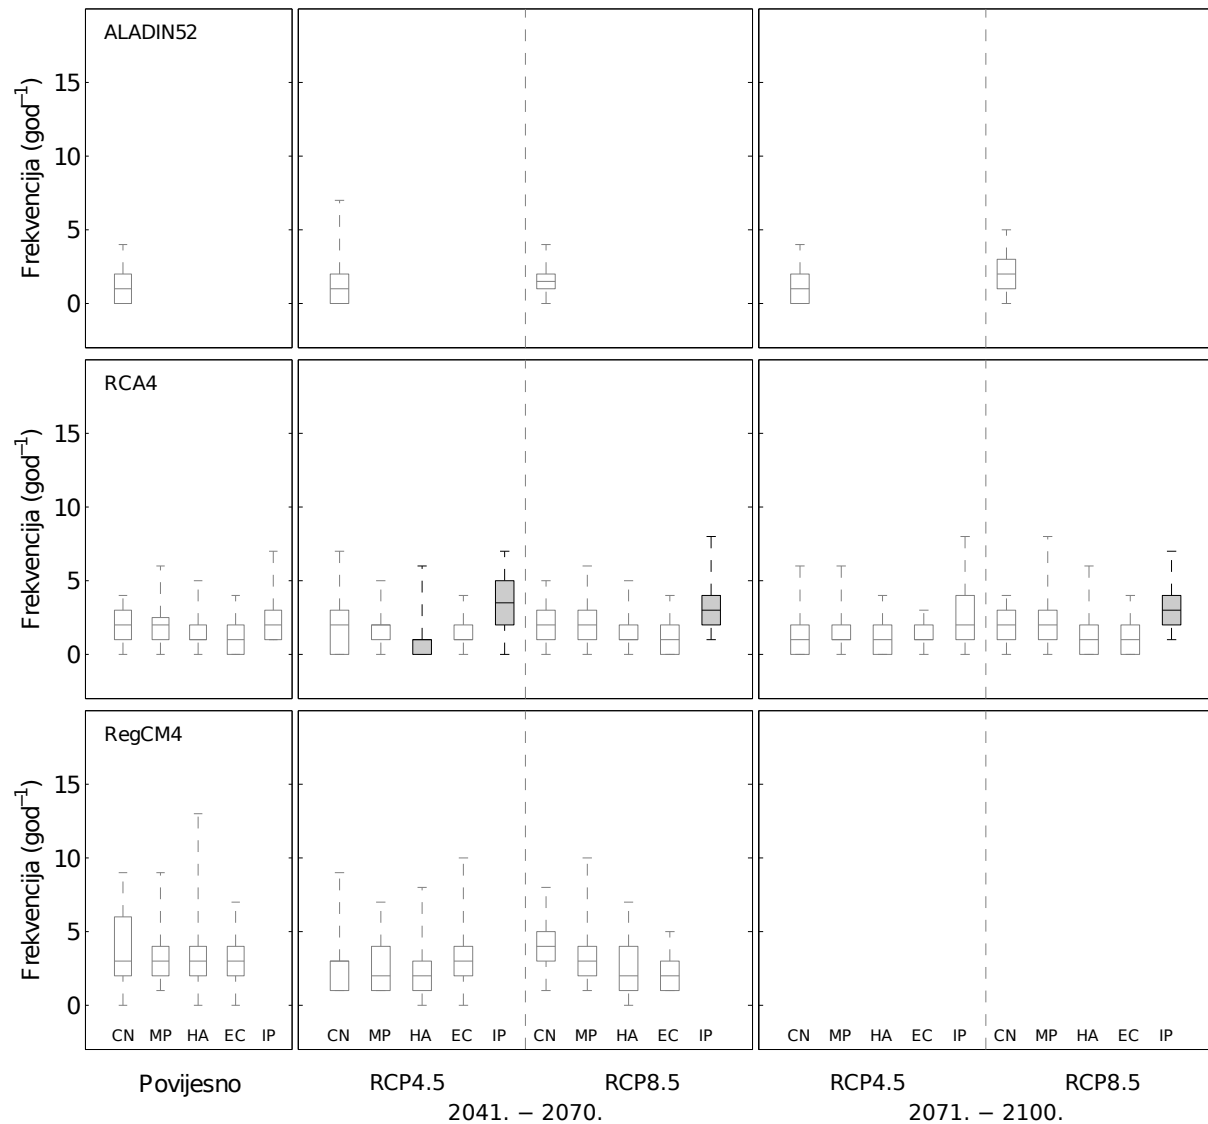 ALADIN52
Frekvencija (god⁻¹)
15
10
5
0
RCA4
Frekvencija (god⁻¹)
15
10
5
0
RegCM4
Frekvencija (god⁻¹)
15
10
5
0
CN MP HA EC IP CN MP HA EC IP CN MP HA EC IP CN MP HA EC IP CN MP HA EC IP
Povijesno RCP4.5 RCP8.5 RCP4.5 RCP8.5
2041. – 2070. 2071. – 2100.